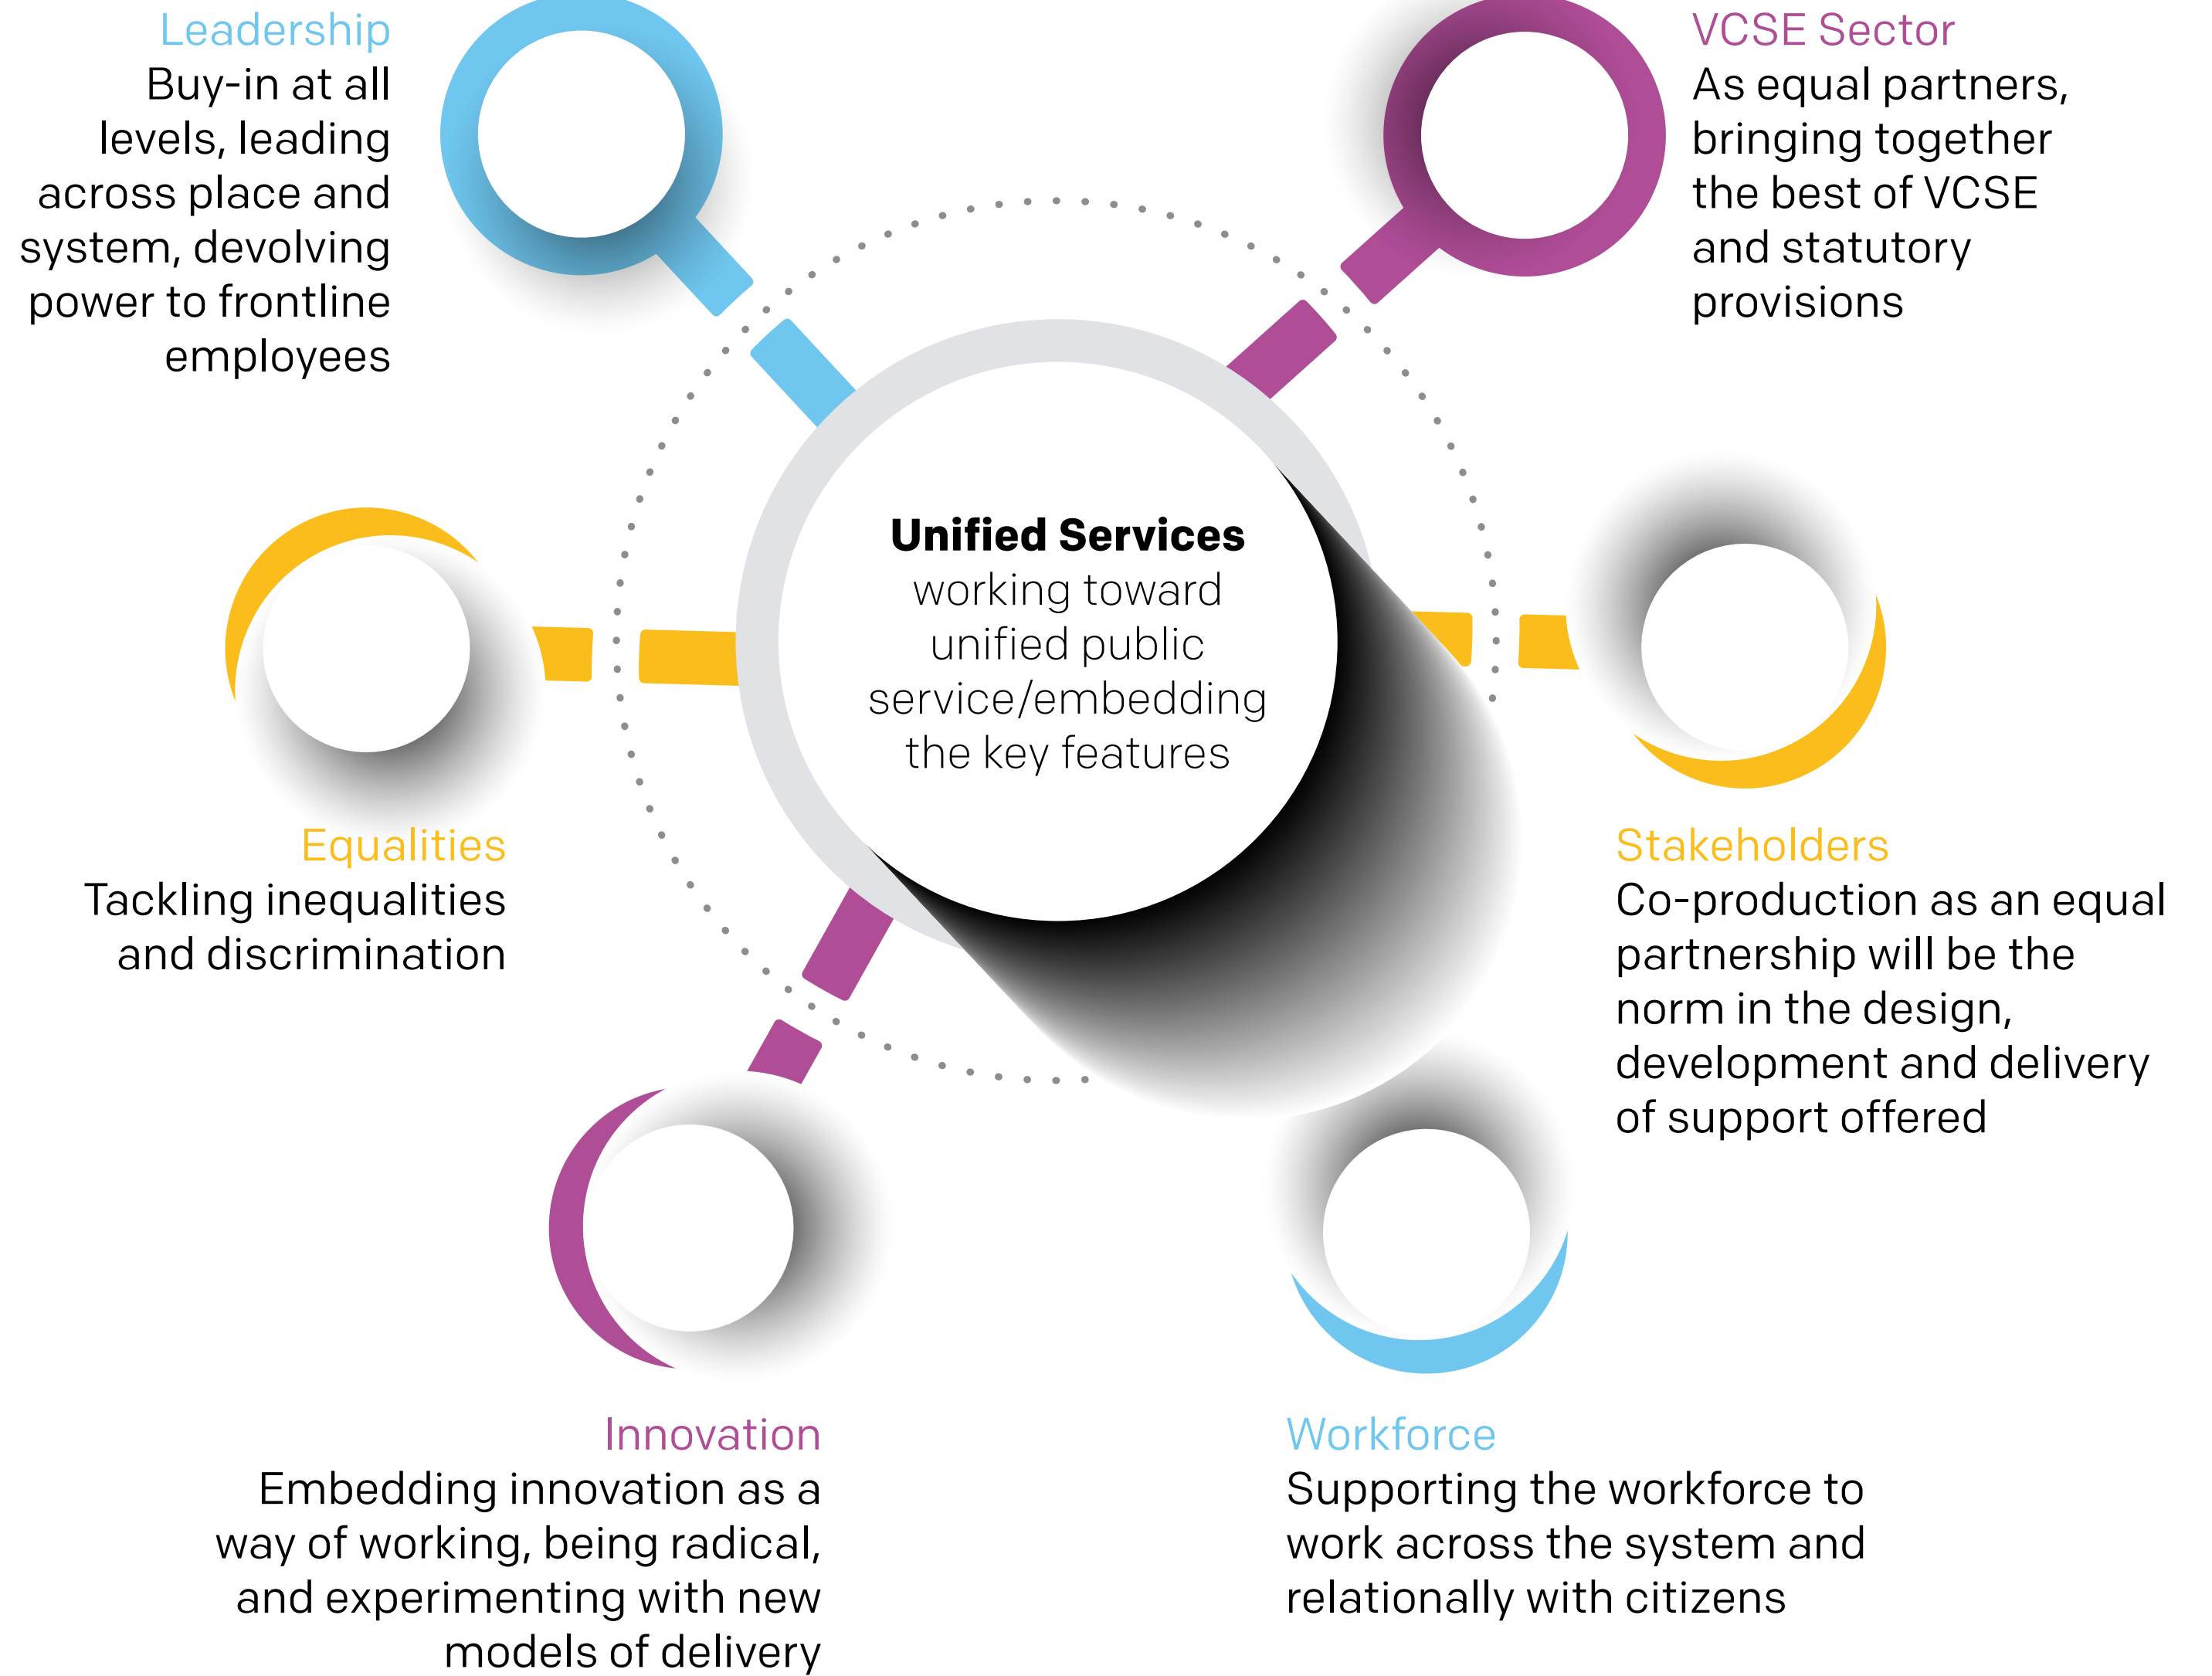 Leadership
Buy-in at all
levels, leading
across place and
system, devolving
power to frontline
employees
VCSE Sector
As equal partners,
bringing together
the best of VCSE
and statutory
provisions
Unified Services
working toward
unified public
service/embedding
the key features
Equalities
Tackling inequalities
and discrimination
Stakeholders
Co-production as an equal
partnership will be the
norm in the design,
development and delivery
of support offered
Innovation
Embedding innovation as a
way of working, being radical,
and experimenting with new
models of delivery
Workforce
Supporting the workforce to
work across the system and
relationally with citizens